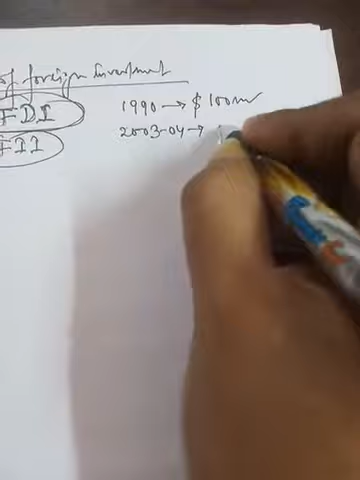 of foreign Investment
FDI 1990 → $ 100m
FII 2003-04 →